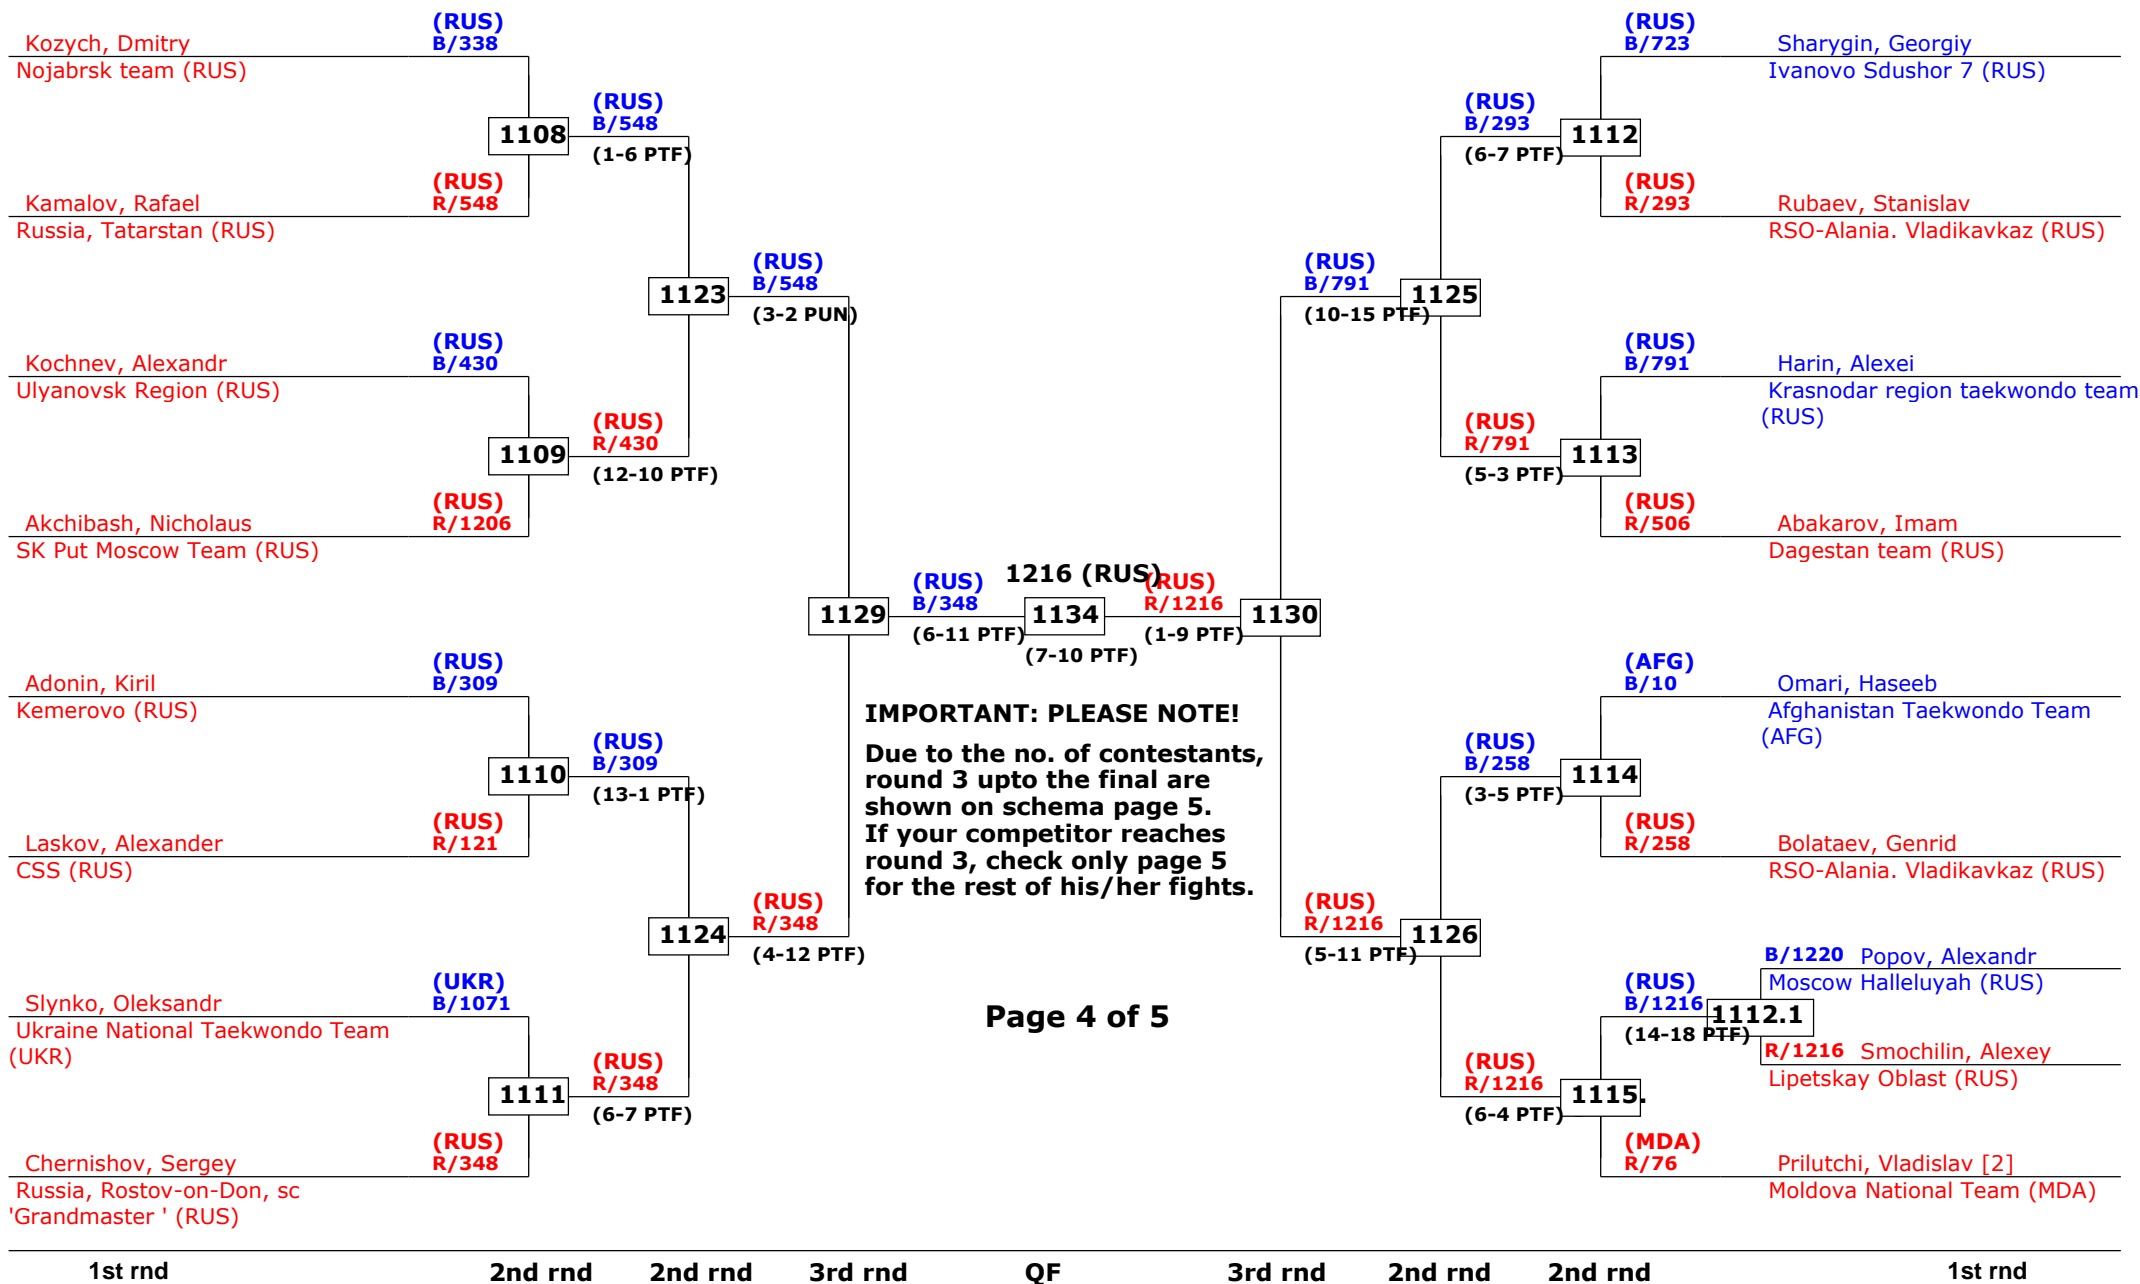 (RUS)
B/338
Kozych, Dmitry
Nojabrsk team (RUS)
1108
(RUS)
B/548
(1-6 PTF)
(RUS)
R/548
Kamalov, Rafael
Russia, Tatarstan (RUS)
1123
(RUS)
B/548
(3-2 PUN)
(RUS)
B/430
Kochnev, Alexandr
Ulyanovsk Region (RUS)
1109
(RUS)
R/430
(12-10 PTF)
(RUS)
R/1206
Akchibash, Nicholaus
SK Put Moscow Team (RUS)
1129
(RUS)
B/348
(6-11 PTF)
(RUS)
B/309
Adonin, Kiril
Kemerovo (RUS)
1110
(RUS)
B/309
(13-1 PTF)
(RUS)
R/121
Laskov, Alexander
CSS (RUS)
1124
(RUS)
R/348
(4-12 PTF)
(UKR)
B/1071
Slynko, Oleksandr
Ukraine National Taekwondo Team
(UKR)
1111
(RUS)
R/348
(6-7 PTF)
(RUS)
R/348
Chernishov, Sergey
Russia, Rostov-on-Don, sc
'Grandmaster ' (RUS)
1216 (RUS)
1134
(7-10 PTF)
IMPORTANT: PLEASE NOTE!
Due to the no. of contestants,
round 3 upto the final are
shown on schema page 5.
If your competitor reaches
round 3, check only page 5
for the rest of his/her fights.
Page 4 of 5
(RUS)
R/1216
(1-9 PTF)
1130
(RUS)
B/723
Sharygin, Georgiy
Ivanovo Sdushor 7 (RUS)
(RUS)
B/293
(6-7 PTF)
1112
(RUS)
R/293
Rubaev, Stanislav
RSO-Alania. Vladikavkaz (RUS)
(RUS)
B/791
(10-15 PTF)
1125
(RUS)
B/791
Harin, Alexei
Krasnodar region taekwondo team
(RUS)
(RUS)
R/791
(5-3 PTF)
1113
(RUS)
R/506
Abakarov, Imam
Dagestan team (RUS)
(AFG)
B/10
Omari, Haseeb
Afghanistan Taekwondo Team
(AFG)
(RUS)
B/258
(3-5 PTF)
1114
(RUS)
R/258
Bolataev, Genrid
RSO-Alania. Vladikavkaz (RUS)
(RUS)
R/1216
(5-11 PTF)
1126
B/1220 Popov, Alexandr
Moscow Halleluyah (RUS)
(RUS)
B/1216
(14-18 PTF)
1112.1
R/1216 Smochilin, Alexey
Lipetskay Oblast (RUS)
(RUS)
R/1216
(6-4 PTF)
1115.
(MDA)
R/76
Prilutchi, Vladislav [2]
Moldova National Team (MDA)
1st rnd 2nd rnd 2nd rnd 3rd rnd QF 3rd rnd 2nd rnd 2nd rnd 1st rnd